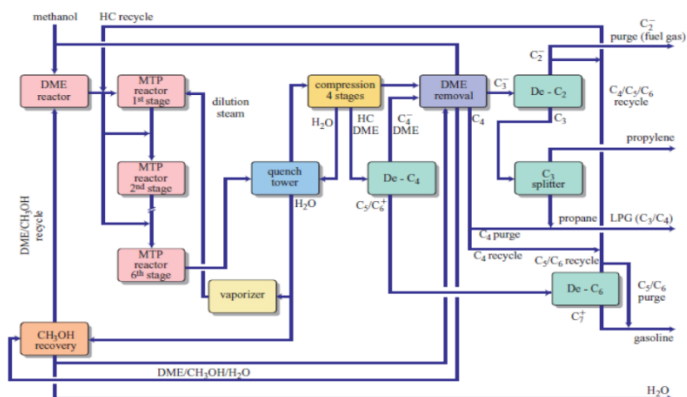 methanol
HC recycle
C₂⁻
purge (fuel gas)
DME
reactor
MTP
reactor
1st stage
dilution
steam
compression
4 stages
DME
removal
C₃⁻
De - C₂
C₂⁻
C₄/C₅/C₆
recycle
H₂O
HC
DME
C₄⁻
DME
C₄
C₃
propylene
MTP
reactor
2nd stage
quench
tower
De - C₄
C₃
splitter
H₂O
C₅/C₆⁺
propane
LPG (C₃/C₄)
DME/CH₃OH
recycle
C₄ purge
C₄ recycle
C₅/C₆ recycle
MTP
reactor
6th stage
vaporizer
De - C₆
C₅/C₆
purge
C₇⁺
gasoline
CH₃OH
recovery
DME/CH₃OH/H₂O
H₂O